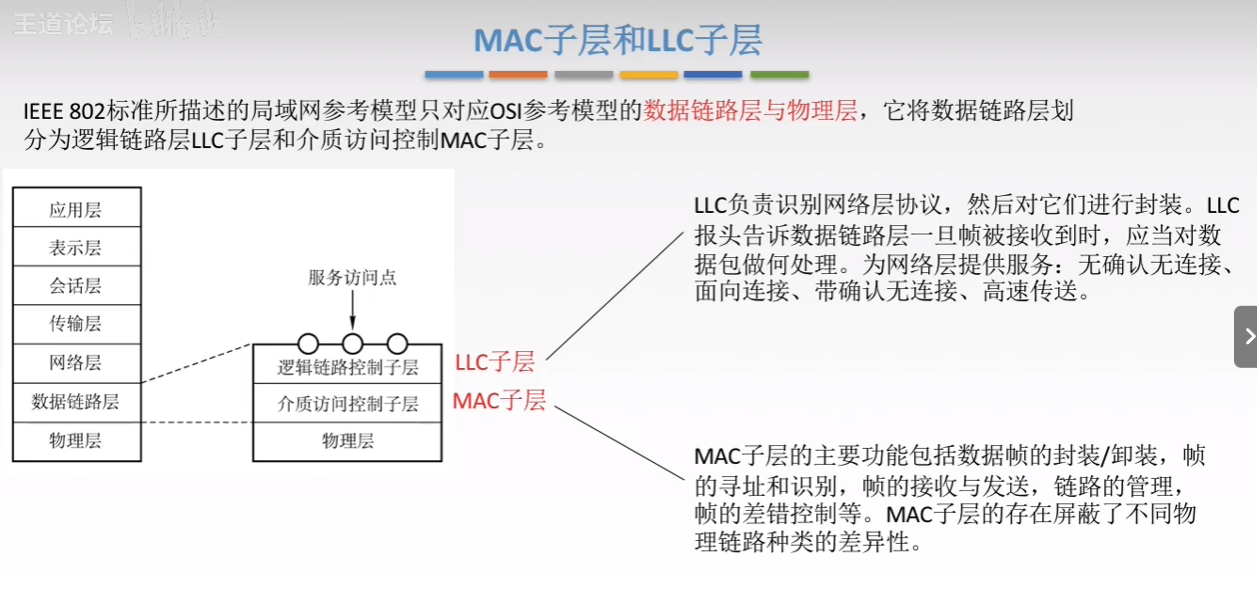 王道论坛 bilibili
MAC子层和LLC子层
IEEE 802标准所描述的局域网参考模型只对应OSI参考模型的数据链路层与物理层，它将数据链路层划
分为逻辑链路层LLC子层和介质访问控制MAC子层。
应用层
表示层
会话层
传输层
网络层
数据链路层
物理层
服务访问点
逻辑链路控制子层
介质访问控制子层
物理层
LLC子层
MAC子层
LLC负责识别网络层协议，然后对它们进行封装。LLC
报头告诉数据链路层一旦帧被接收到时，应当对数
据包做何处理。为网络层提供服务：无确认无连接、
面向连接、带确认无连接、高速传送。
MAC子层的主要功能包括数据帧的封装/卸装，帧
的寻址和识别，帧的接收与发送，链路的管理，
帧的差错控制等。MAC子层的存在屏蔽了不同物
理链路种类的差异性。